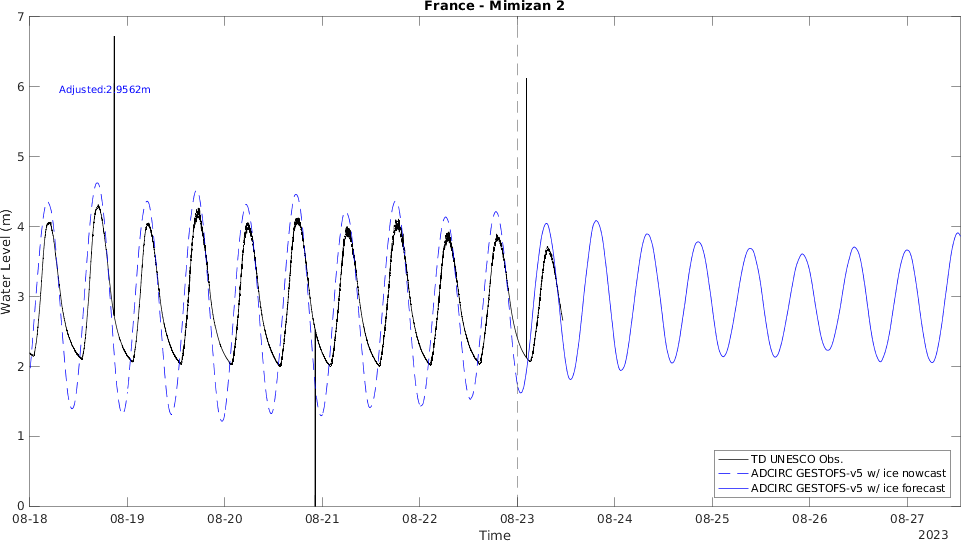 France - Mimizan 2
Water Level (m)
7
6
5
4
3
2
1
0
Adjusted:2.9562m
TD UNESCO Obs.
ADCIRC GESTOFS-v5 w/ ice nowcast
ADCIRC GESTOFS-v5 w/ ice forecast
08-18 08-19 08-20 08-21 08-22 08-23 08-24 08-25 08-26 08-27
Time
2023